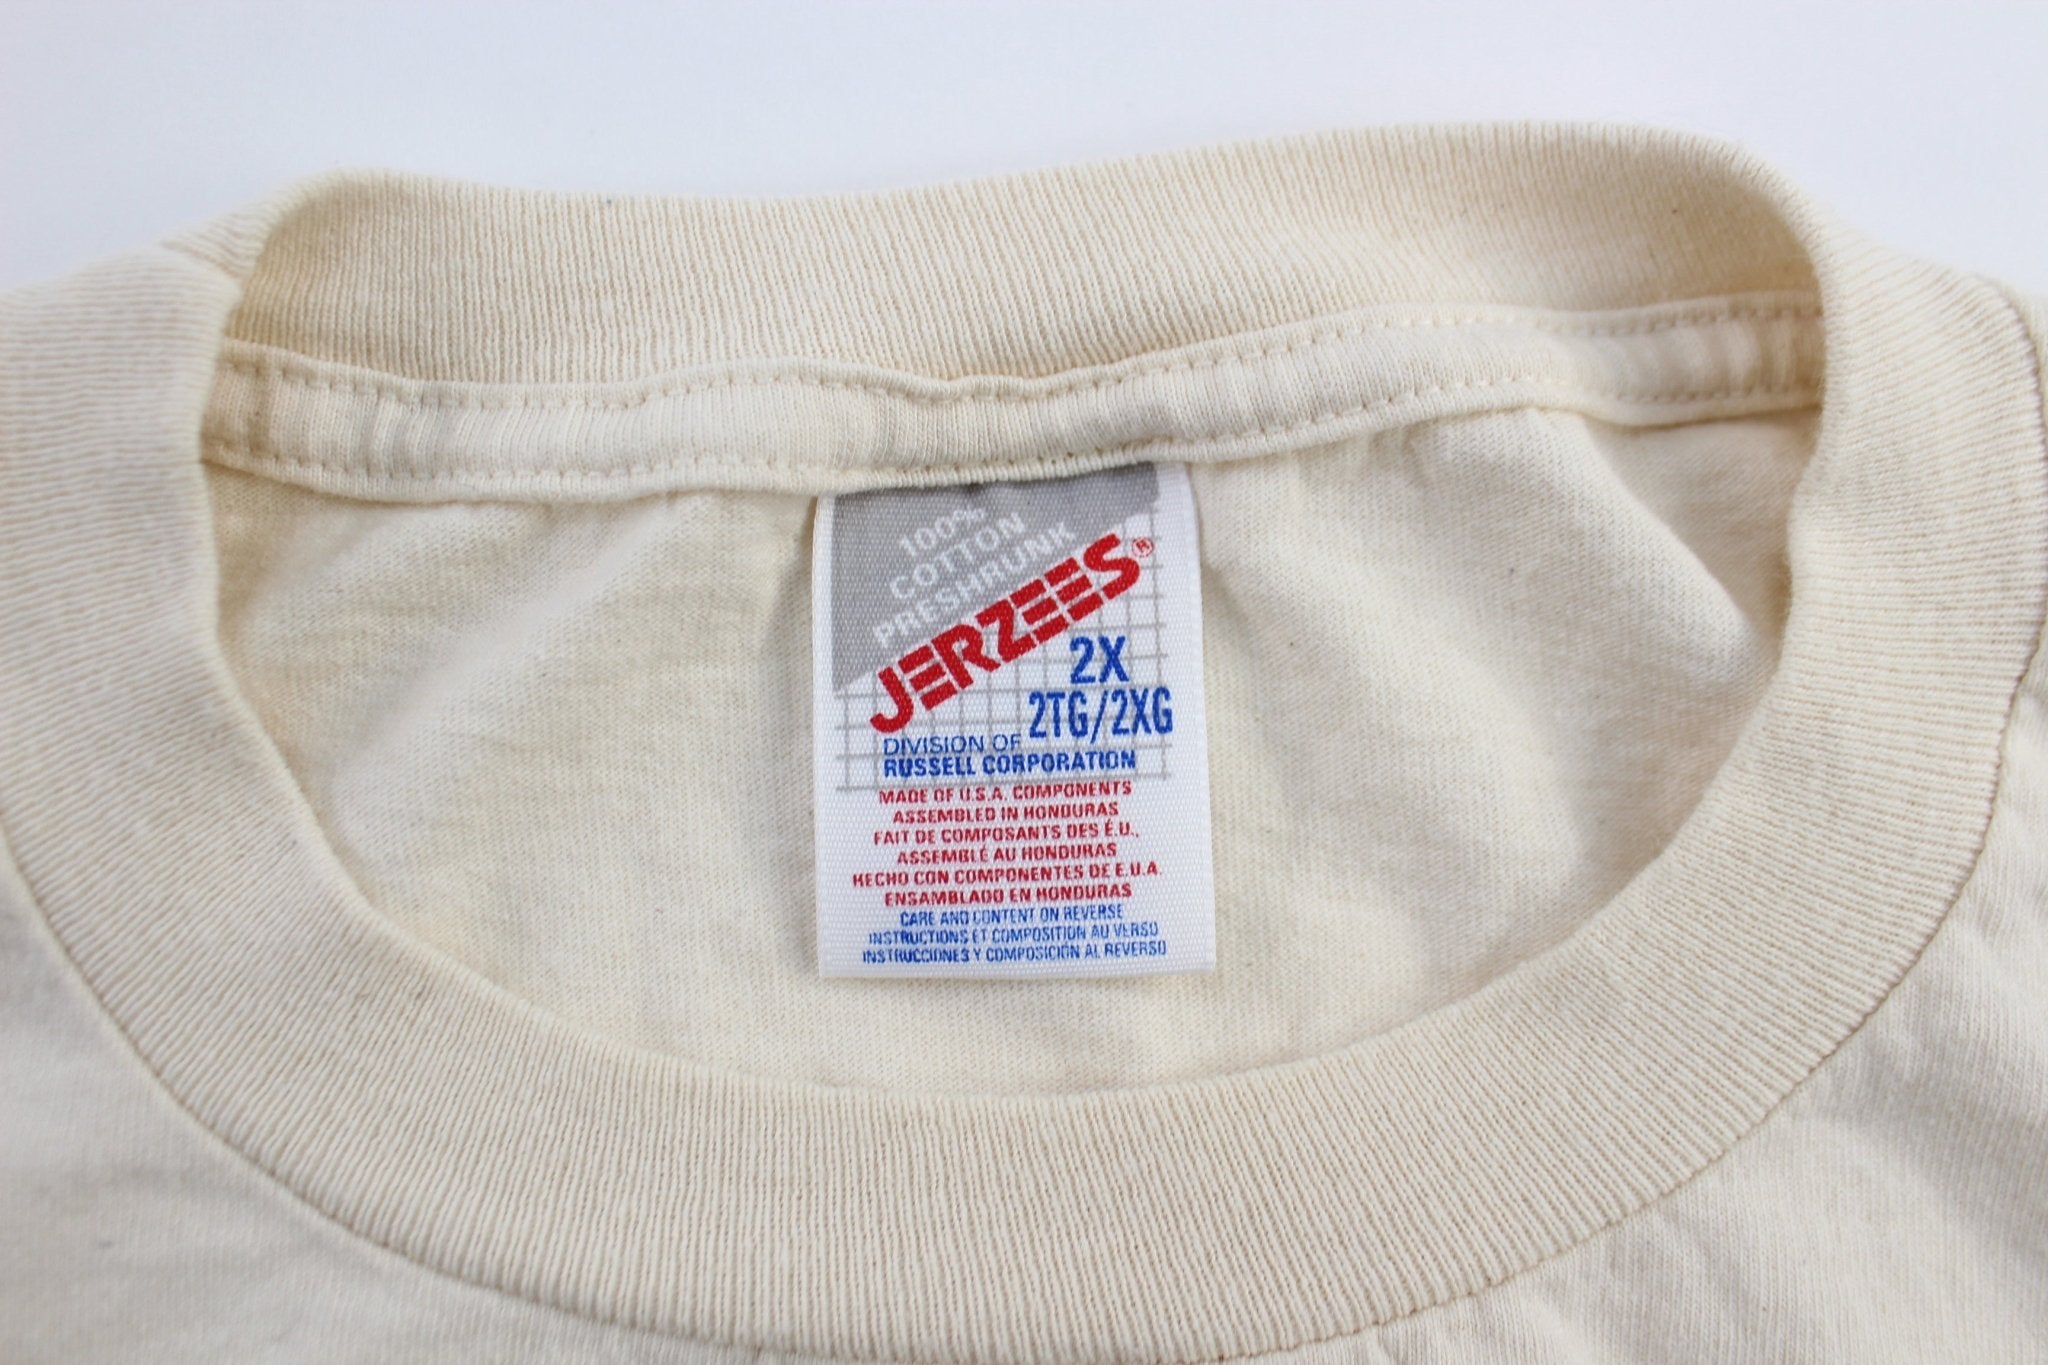 100%
COTTON
PRESHRUNK
JERZEES®
2X
2TG/2XG
DIVISION OF
RUSSELL CORPORATION
MADE OF U.S.A. COMPONENTS
ASSEMBLED IN HONDURAS
FAIT DE COMPOSANTS DES É.U.,
ASSEMBLÉ AU HONDURAS
HECHO CON COMPONENTES DE E.U.A.
ENSAMBLADO EN HONDURAS
CARE AND CONTENT ON REVERSE
INSTRUCTIONS ET COMPOSITION AU VERSO
INSTRUCCIONES Y COMPOSICIÓN AL REVERSO